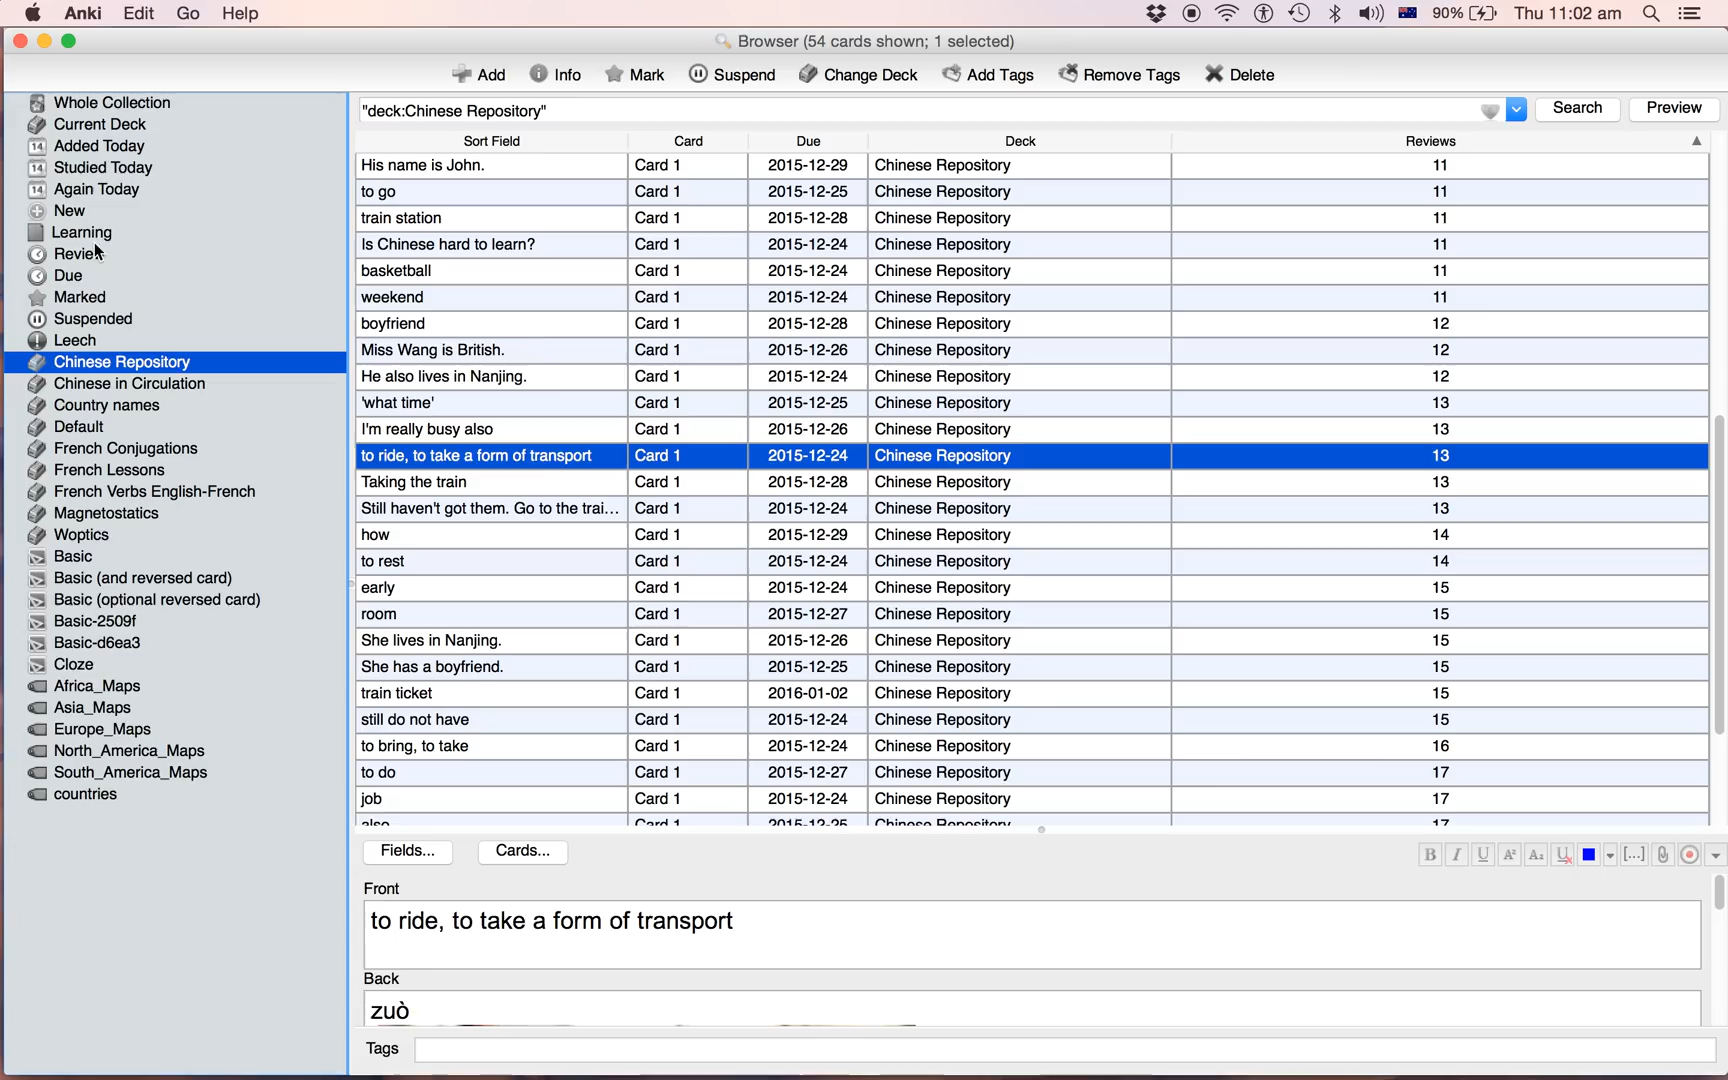 Anki Edit Go Help 90% Thu 11:02 am
Browser (54 cards shown; 1 selected)
Add Info Mark Suspend Change Deck Add Tags Remove Tags Delete
Whole Collection
Current Deck
Added Today
Studied Today
Again Today
New
Learning
Review
Due
Marked
Suspended
Leech
Chinese Repository
Chinese in Circulation
Country names
Default
French Conjugations
French Lessons
French Verbs English-French
Magnetostatics
Woptics
Basic
Basic (and reversed card)
Basic (optional reversed card)
Basic-2509f
Basic-d6ea3
Cloze
Africa_Maps
Asia_Maps
Europe_Maps
North_America_Maps
South_America_Maps
countries
"deck:Chinese Repository" Search Preview
Sort Field Card Due Deck Reviews
His name is John. Card 1 2015-12-29 Chinese Repository 11
to go Card 1 2015-12-25 Chinese Repository 11
train station Card 1 2015-12-28 Chinese Repository 11
Is Chinese hard to learn? Card 1 2015-12-24 Chinese Repository 11
basketball Card 1 2015-12-24 Chinese Repository 11
weekend Card 1 2015-12-24 Chinese Repository 11
boyfriend Card 1 2015-12-28 Chinese Repository 12
Miss Wang is British. Card 1 2015-12-26 Chinese Repository 12
He also lives in Nanjing. Card 1 2015-12-24 Chinese Repository 12
'what time' Card 1 2015-12-25 Chinese Repository 13
I'm really busy also Card 1 2015-12-26 Chinese Repository 13
to ride, to take a form of transport Card 1 2015-12-24 Chinese Repository 13
Taking the train Card 1 2015-12-28 Chinese Repository 13
Still haven't got them. Go to the trai... Card 1 2015-12-24 Chinese Repository 13
how Card 1 2015-12-29 Chinese Repository 14
to rest Card 1 2015-12-24 Chinese Repository 14
early Card 1 2015-12-24 Chinese Repository 15
room Card 1 2015-12-27 Chinese Repository 15
She lives in Nanjing. Card 1 2015-12-26 Chinese Repository 15
She has a boyfriend. Card 1 2015-12-25 Chinese Repository 15
train ticket Card 1 2016-01-02 Chinese Repository 15
still do not have Card 1 2015-12-24 Chinese Repository 15
to bring, to take Card 1 2015-12-24 Chinese Repository 16
to do Card 1 2015-12-27 Chinese Repository 17
job Card 1 2015-12-24 Chinese Repository 17
also Card 1 2015-12-25 Chinese Repository 17
Fields... Cards... B I U A² A₂ U [...]
Front
to ride, to take a form of transport
Back
zuò
Tags